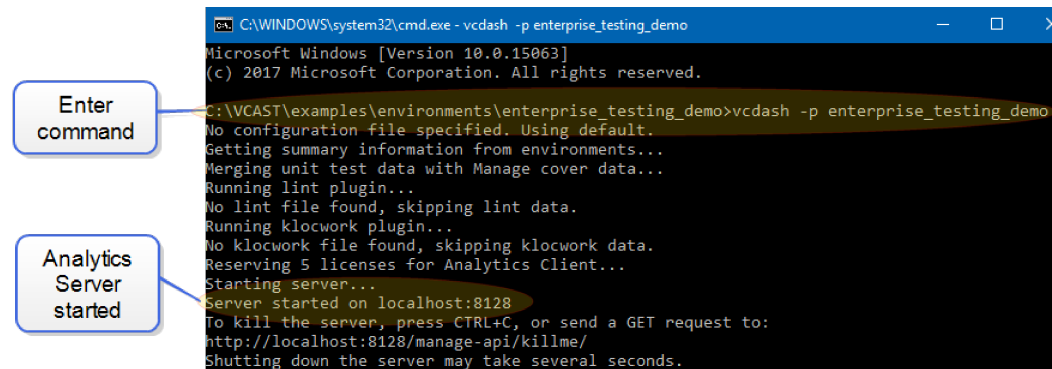 C:\WINDOWS\system32\cmd.exe - vcdash -p enterprise_testing_demo
Microsoft Windows [Version 10.0.15063]
(c) 2017 Microsoft Corporation. All rights reserved.
Enter
command
C:\VCAST\examples\environments\enterprise_testing_demo>vcdash -p enterprise_testing_demo
No configuration file specified. Using default.
Getting summary information from environments...
Merging unit test data with Manage cover data...
Running lint plugin...
No lint file found, skipping lint data.
Running klocwork plugin...
No klocwork file found, skipping klocwork data.
Reserving 5 licenses for Analytics Client...
Starting server...
Analytics
Server
started
Server started on localhost:8128
To kill the server, press CTRL+C, or send a GET request to:
http://localhost:8128/manage-api/killme/
Shutting down the server may take several seconds.